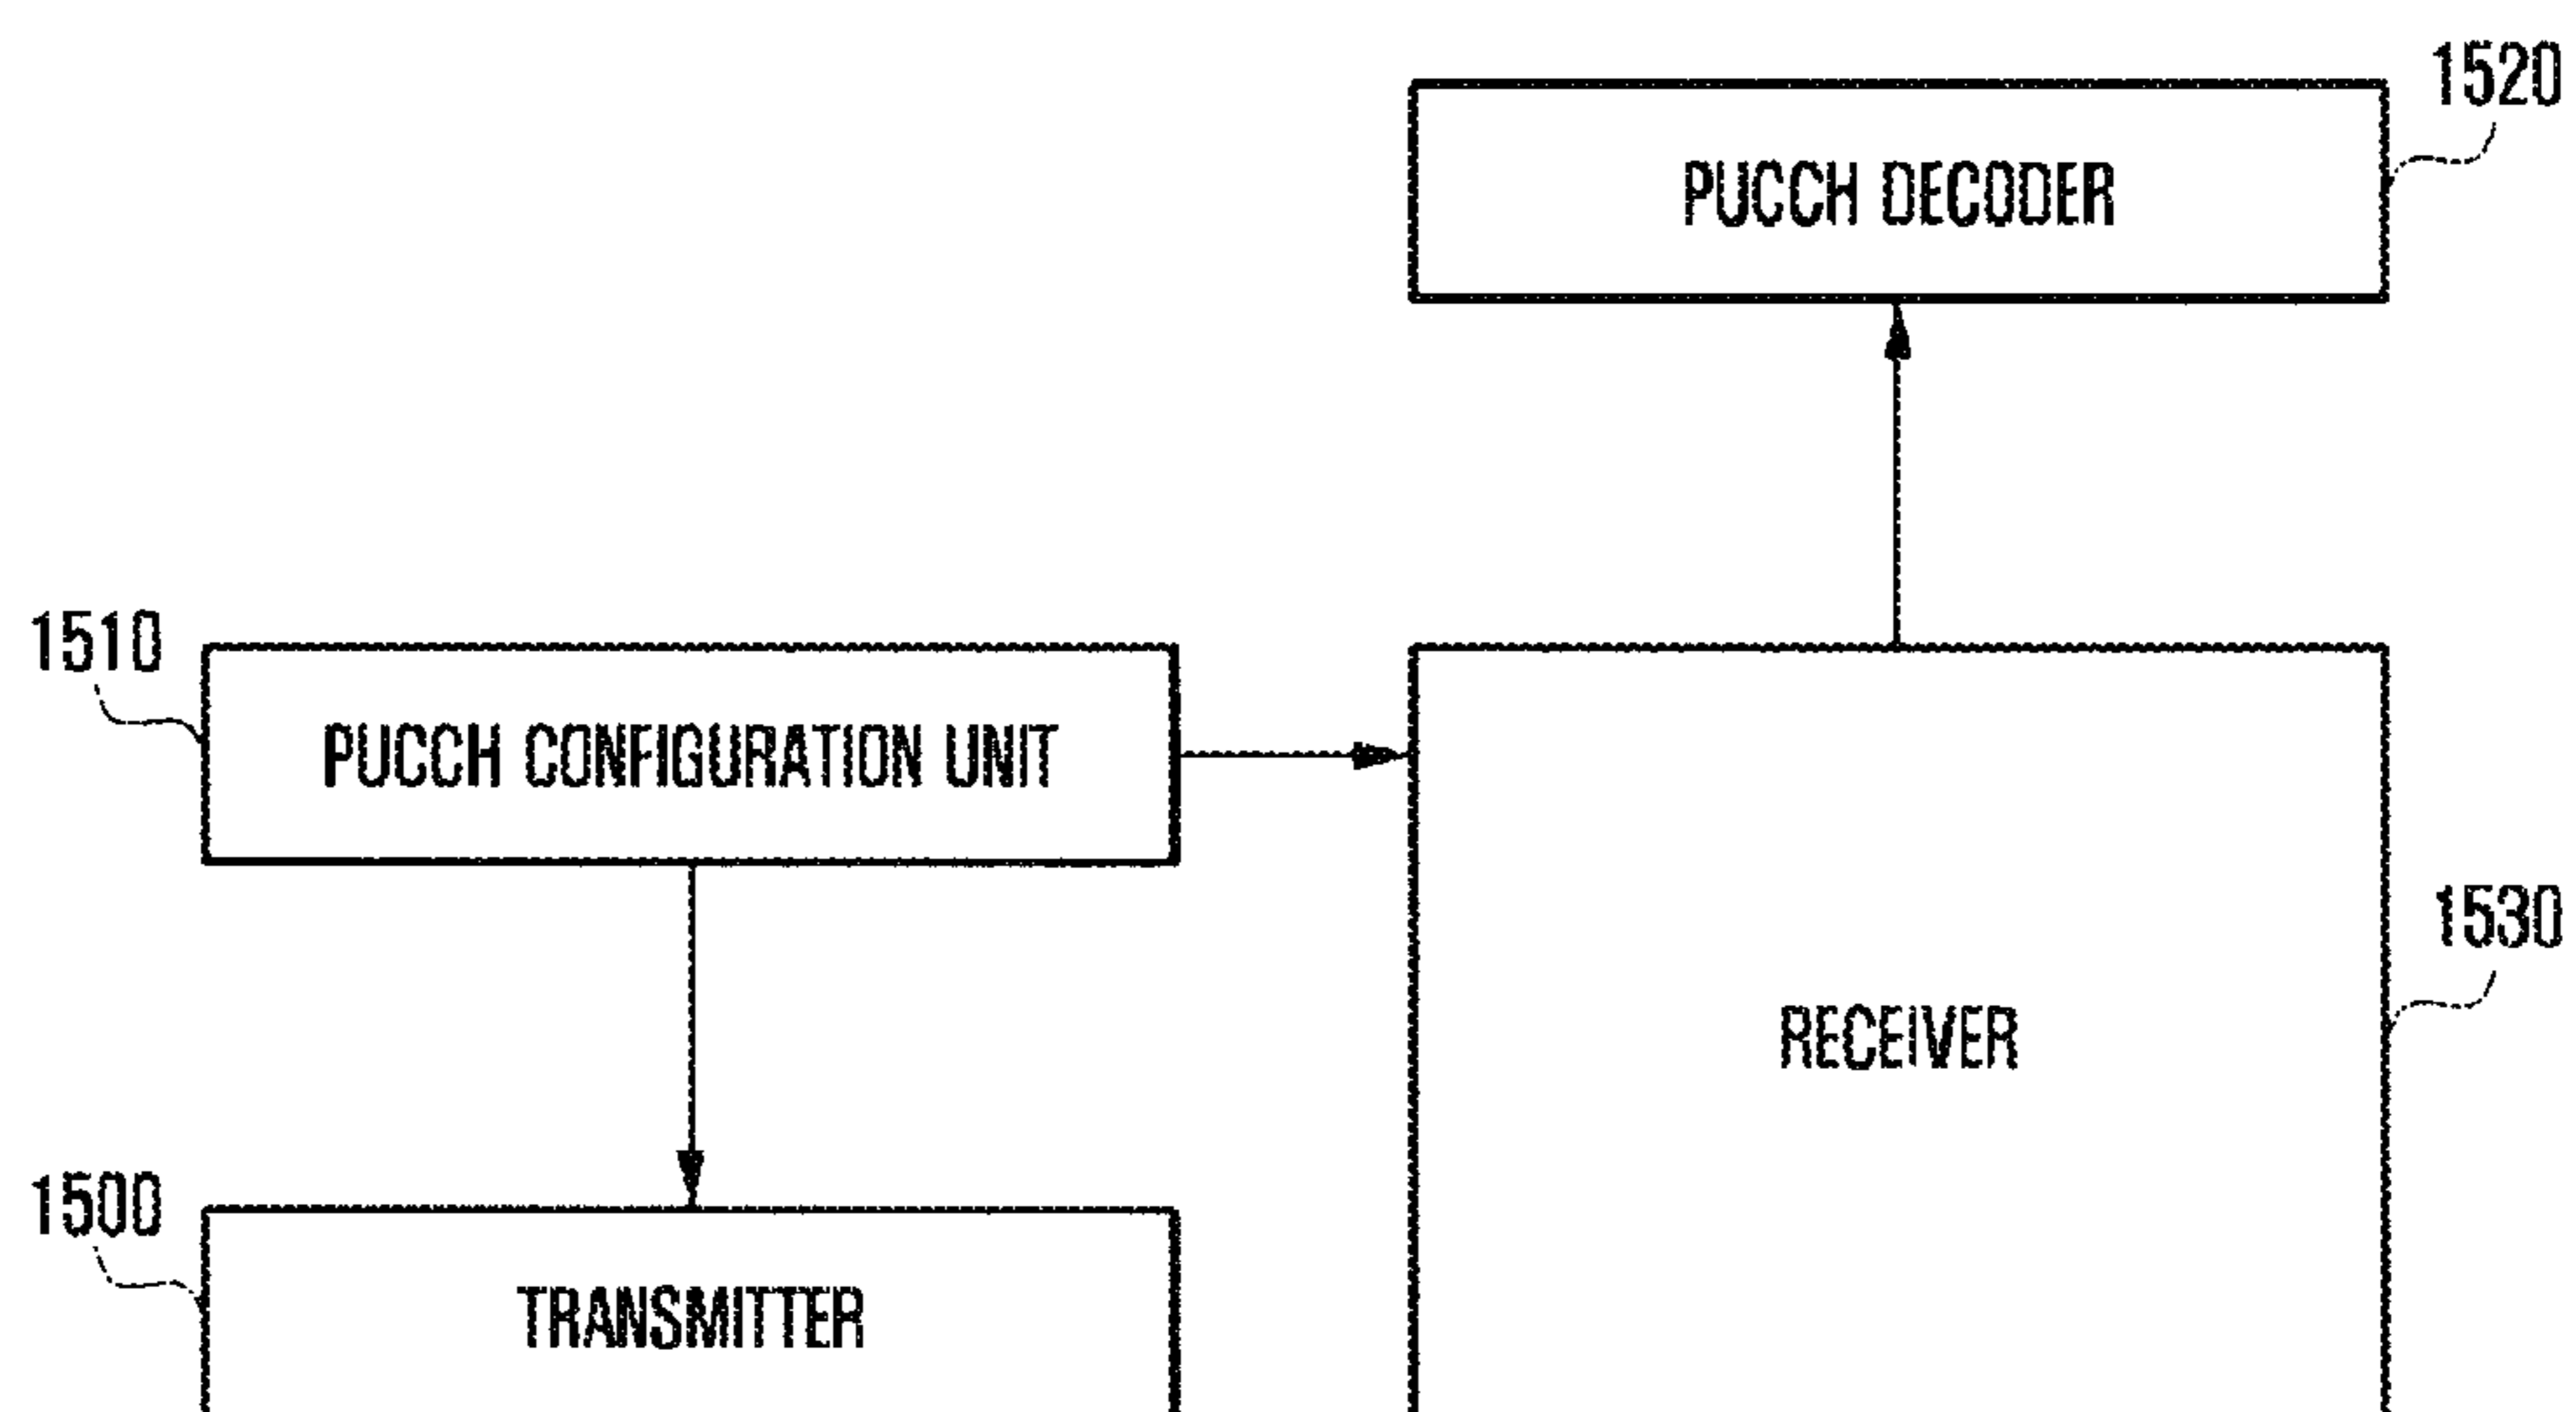 1520
PUCCH DECODER
1510
PUCCH CONFIGURATION UNIT
1530
RECEIVER
1500
TRANSMITTER